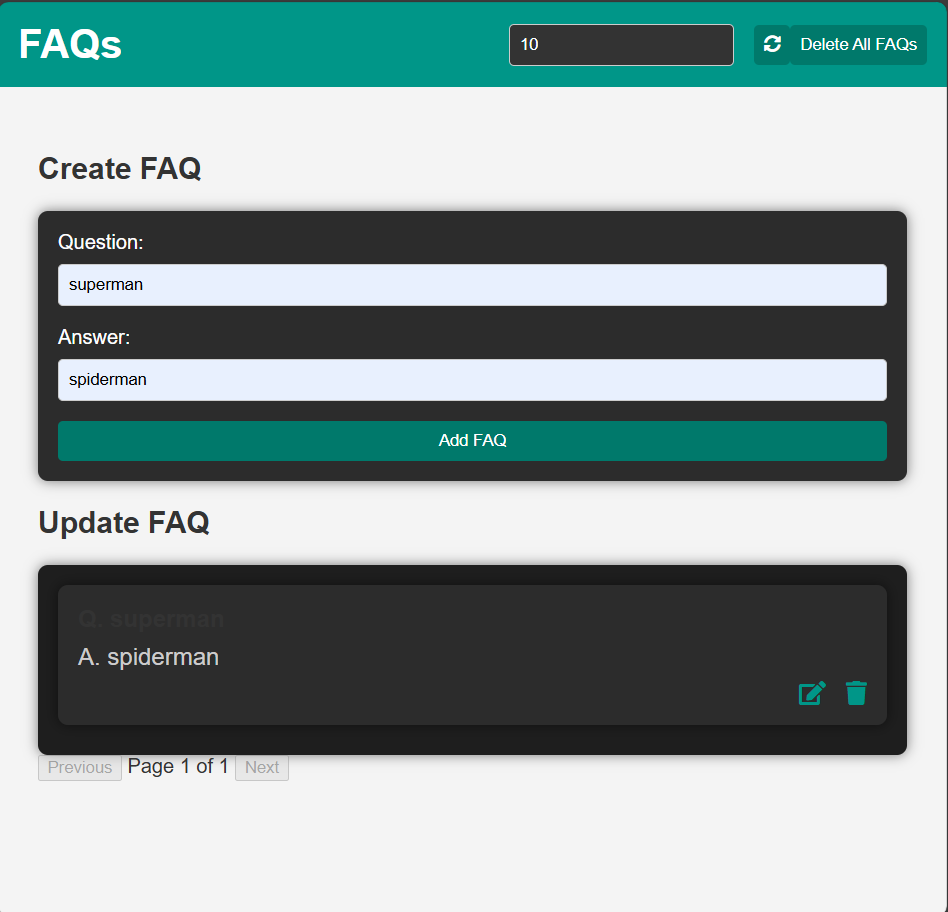 FAQs
10
Delete All FAQs
Create FAQ
Question:
superman
Answer:
spiderman
Add FAQ
Update FAQ
Q. superman
A. spiderman
Previous Page 1 of 1 Next